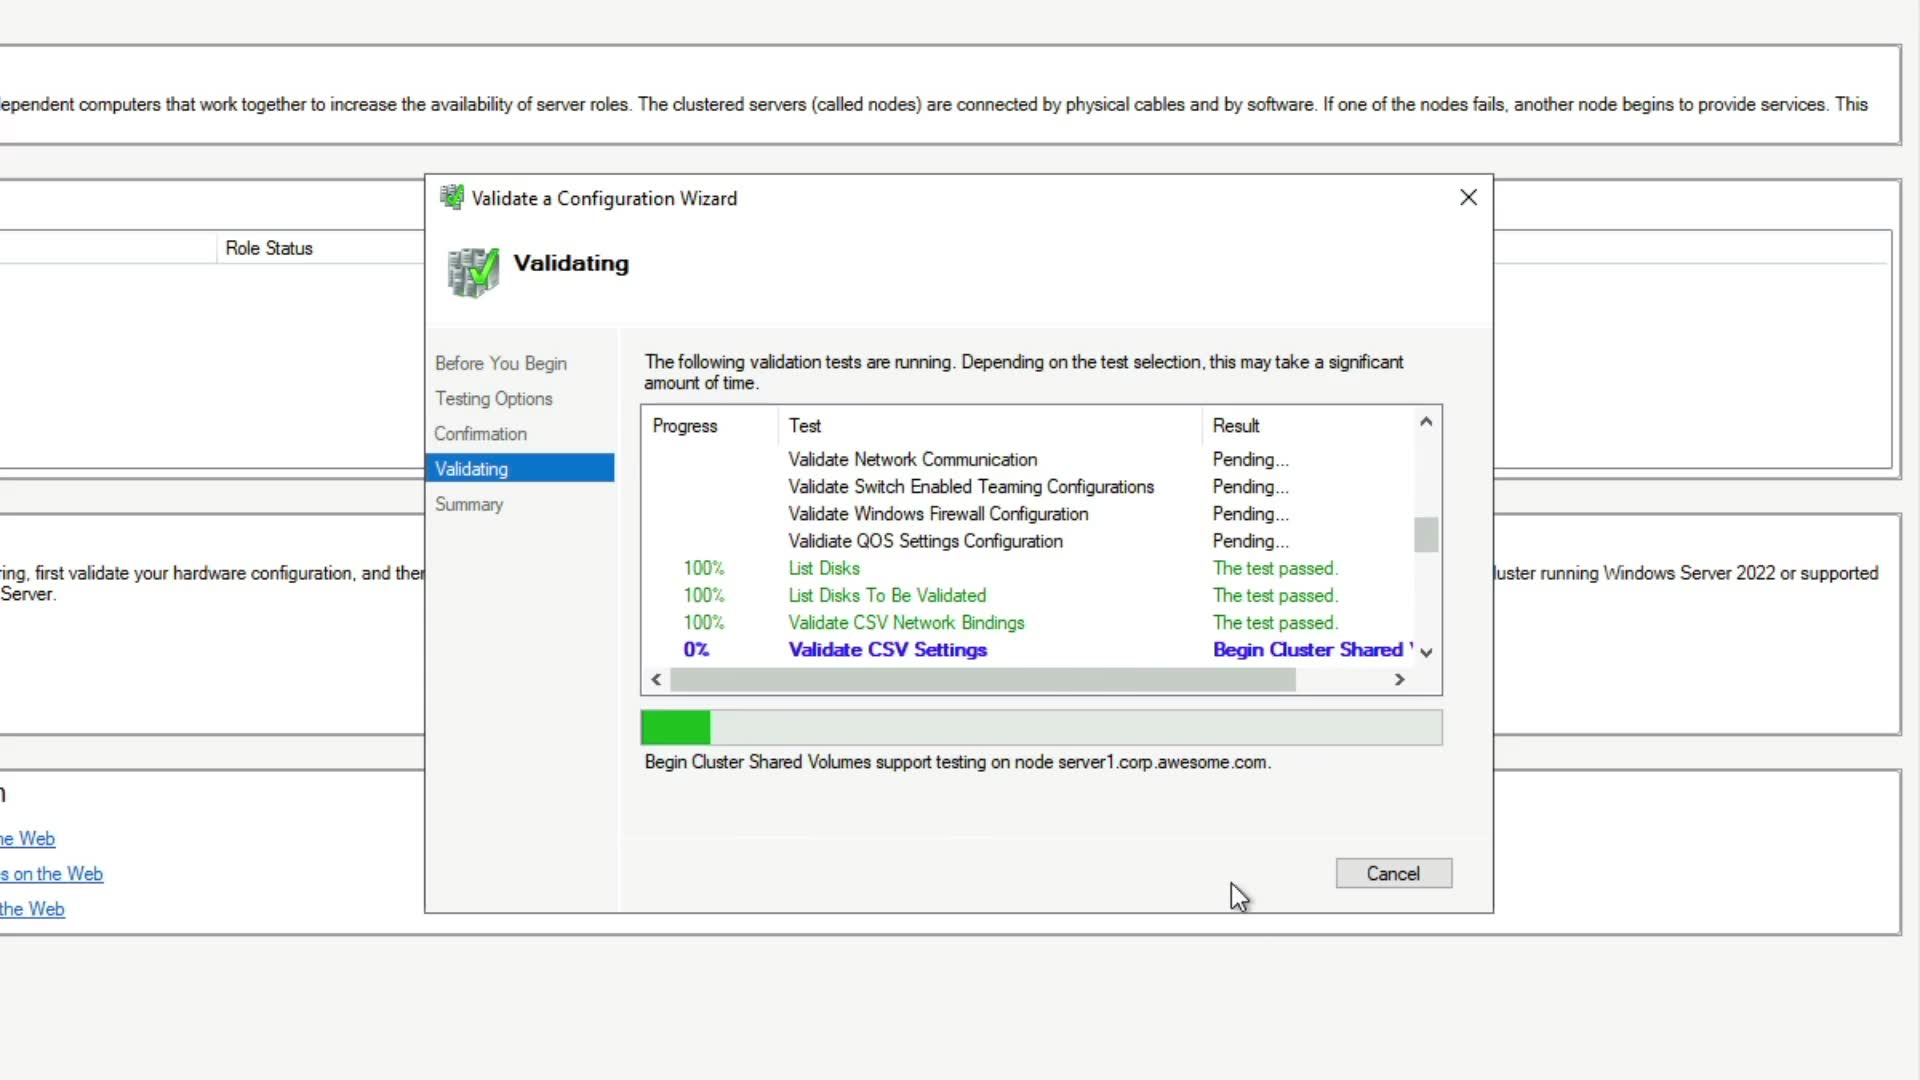 ependent computers that work together to increase the availability of server roles. The clustered servers (called nodes) are connected by physical cables and by software. If one of the nodes fails, another node begins to provide services. This
Validate a Configuration Wizard
Role Status
Validating
Before You Begin
Testing Options
Confirmation
Validating
Summary
The following validation tests are running. Depending on the test selection, this may take a significant
amount of time.
Progress Test Result
Validate Network Communication Pending...
Validate Switch Enabled Teaming Configurations Pending...
Validate Windows Firewall Configuration Pending...
Validiate QOS Settings Configuration Pending...
100% List Disks The test passed.
100% List Disks To Be Validated The test passed.
100% Validate CSV Network Bindings The test passed.
0% Validate CSV Settings Begin Cluster Shared
ring, first validate your hardware configuration, and then
luster running Windows Server 2022 or supported
Server.
Begin Cluster Shared Volumes support testing on node server1.corp.awesome.com.
n
he Web
s on the Web
the Web
Cancel